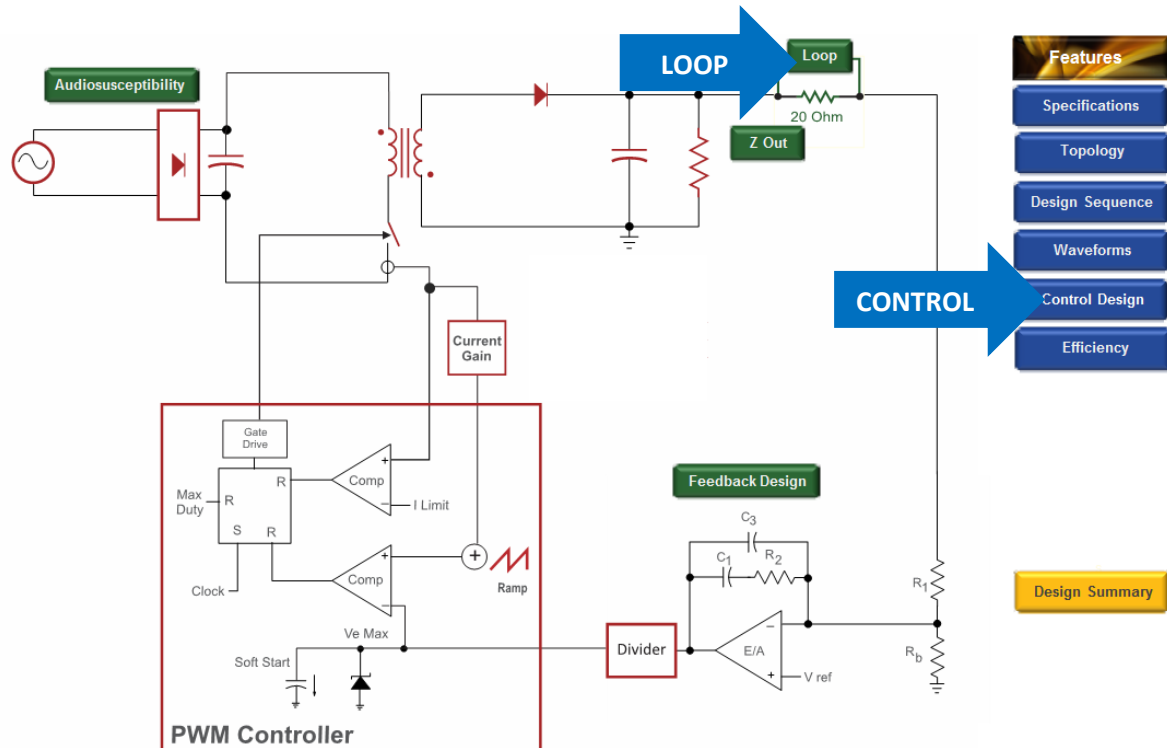 LOOP
Loop
Features
Audiosusceptibility
Specifications
20 Ohm
Z Out
Topology
Design Sequence
Waveforms
CONTROL
Control Design
Efficiency
Current
Gain
Gate
Drive
+
Comp
R
Max
Duty
R
−
I Limit
S
R
Feedback Design
C3
C1
R2
+
Comp
+
Ramp
Clock
−
R1
Design Summary
Ve Max
−
E/A
Divider
Rb
Soft Start
+
V ref
PWM Controller